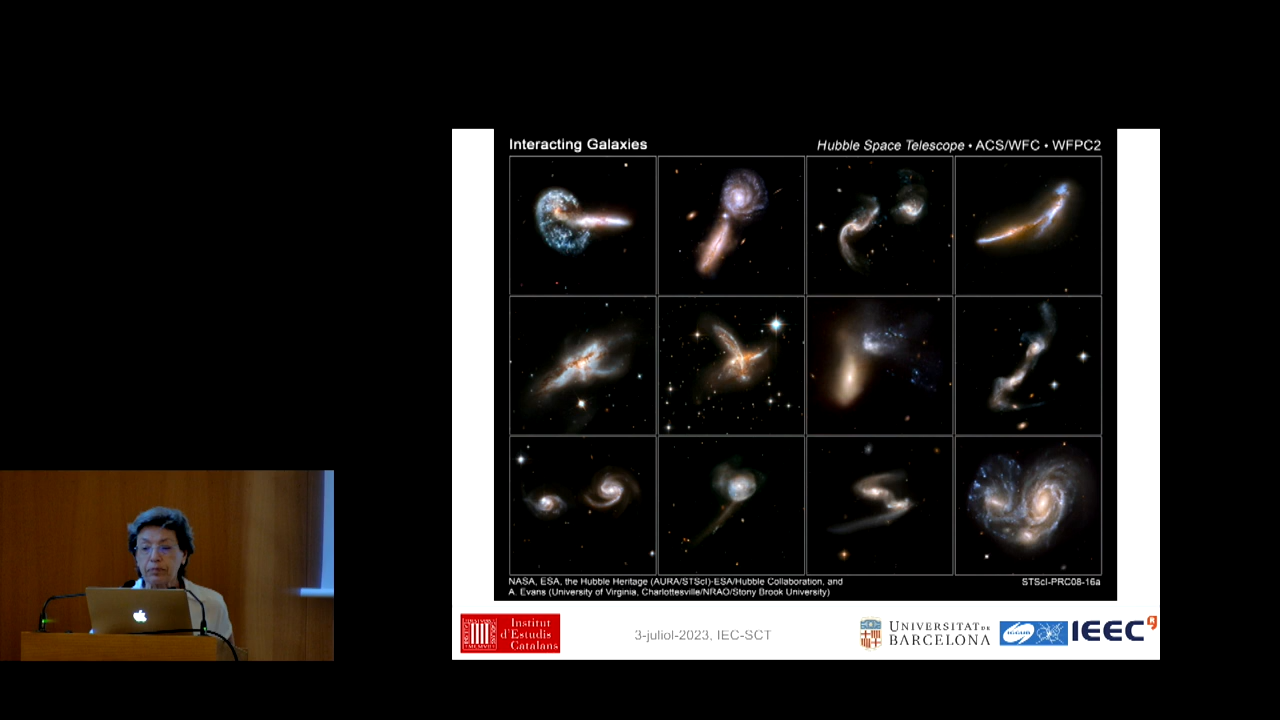 Interacting Galaxies
Hubble Space Telescope • ACS/WFC • WFPC2
NASA, ESA, the Hubble Heritage (AURA/STScI)-ESA/Hubble Collaboration, and
A. Evans (University of Virginia, Charlottesville/NRAO/Stony Brook University)
STScI-PRC08-16a
Institut
d'Estudis
Catalans
3-juliol-2023, IEC-SCT
UNIVERSITAT DE
BARCELONA
IEEC